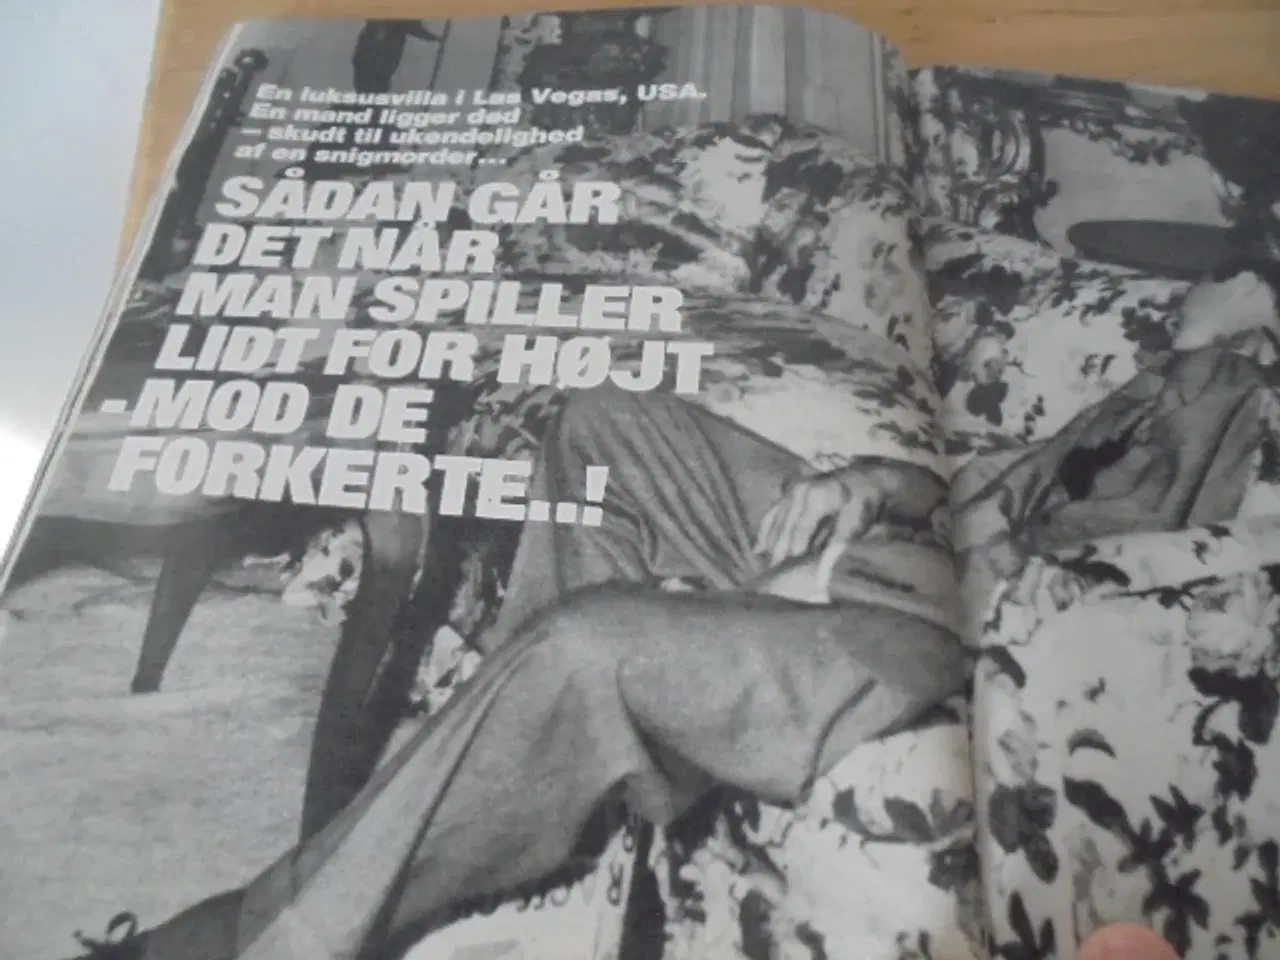 En luksusvilla i Las Vegas, USA.
En mand ligger død
– skudt til ukendelighed
af en snigmorder...
SÅDAN GÅR
DET NÅR
MAN SPILLER
LIDT FOR HØJT
-MOD DE
FORKERTE..!